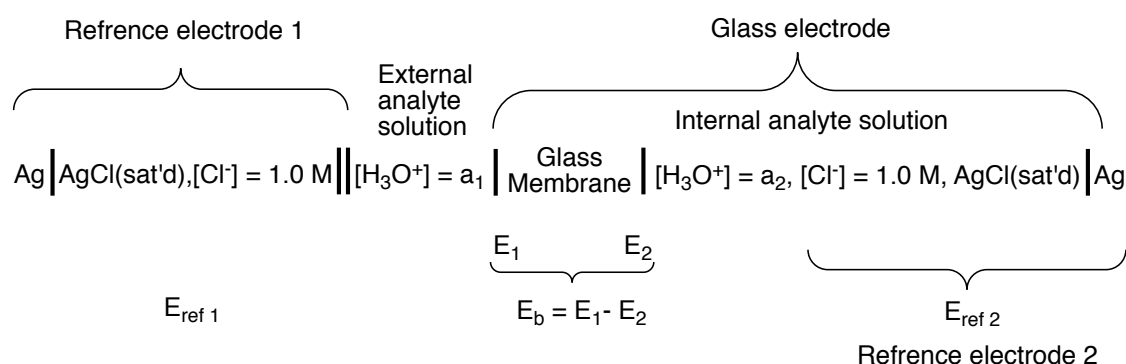 Refrence electrode 1
Glass electrode
External
analyte
solution
Internal analyte solution
Ag|AgCl(sat'd),[Cl⁻] = 1.0 M||[H₃O⁺] = a₁ | Glass Membrane | [H₃O⁺] = a₂, [Cl⁻] = 1.0 M, AgCl(sat'd)|Ag
E₁ E₂
E_ref 1 E_b = E₁- E₂ E_ref 2
Refrence electrode 2